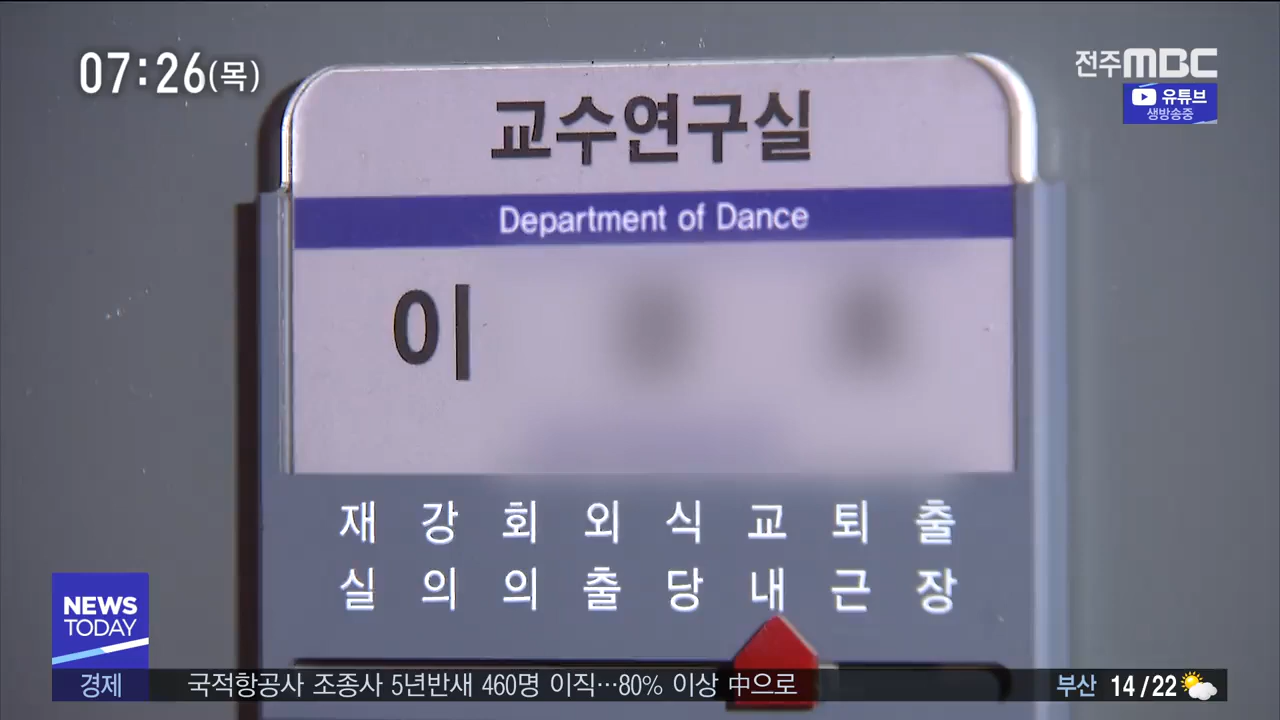 07:26(목)
전주MBC
유튜브
생방송중
교수연구실
Department of Dance
이
재실 강의 회의 외출 식당 교내 퇴근 출장
NEWS
TODAY
경제 국적항공사 조종사 5년반새 460명 이직…80% 이상 中으로 부산 14/22